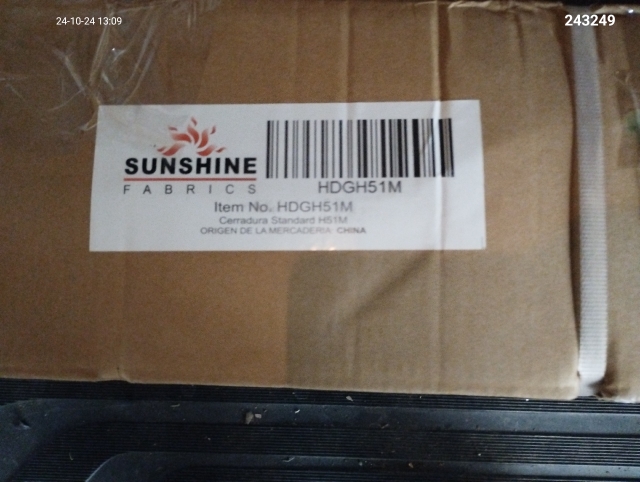 24-10-24 13:09
243249
SUNSHINE
FABRICS
HDGH51M
Item No. HDGH51M
Cerradura Standard H51M
ORIGEN DE LA MERCADERIA: CHINA